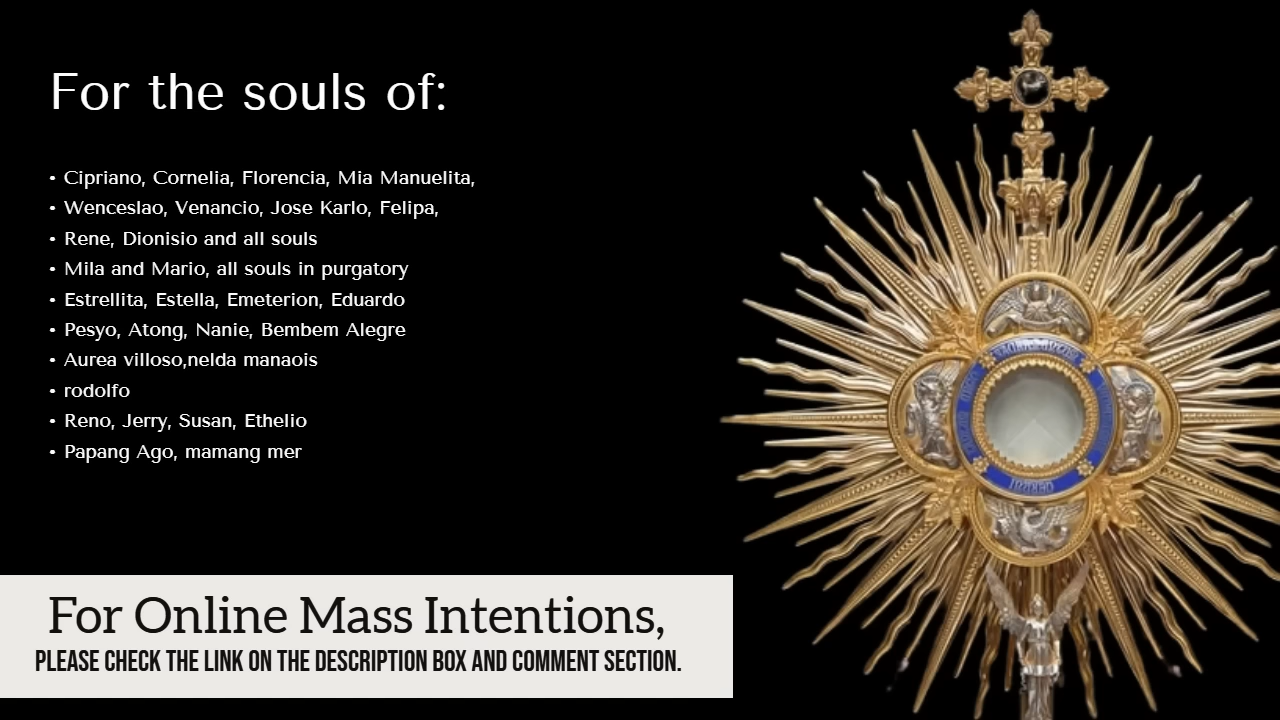 For the souls of:
• Cipriano, Cornelia, Florencia, Mia Manuelita,
• Wenceslao, Venancio, Jose Karlo, Felipa,
• Rene, Dionisio and all souls
• Mila and Mario, all souls in purgatory
• Estrellita, Estella, Emeterion, Eduardo
• Pesyo, Atong, Nanie, Bembem Alegre
• Aurea villoso,nelda manaois
• rodolfo
• Reno, Jerry, Susan, Ethelio
• Papang Ago, mamang mer
For Online Mass Intentions,
PLEASE CHECK THE LINK ON THE DESCRIPTION BOX AND COMMENT SECTION.